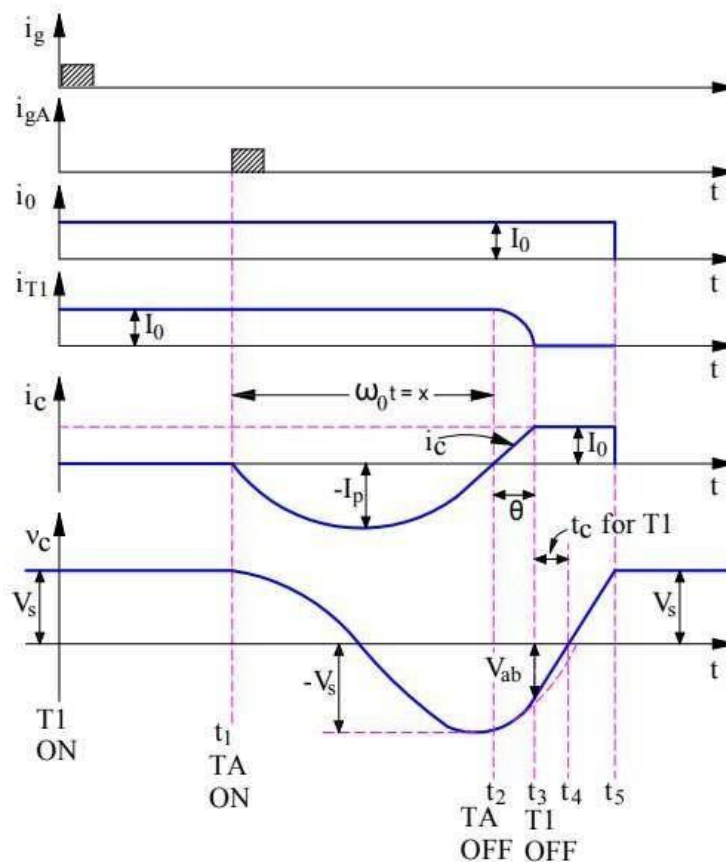 i_g
i_gA
t
i_0
I_0
t
i_T1
I_0
t
i_c
ω_0 t = x
i_c
I_0
-I_p
t
θ
t_c for T1
v_c
V_s
V_s
-V_s
V_ab
t
T1
ON
t_1
TA
ON
t_2
t_3
t_4
t_5
TA
OFF
T1
OFF